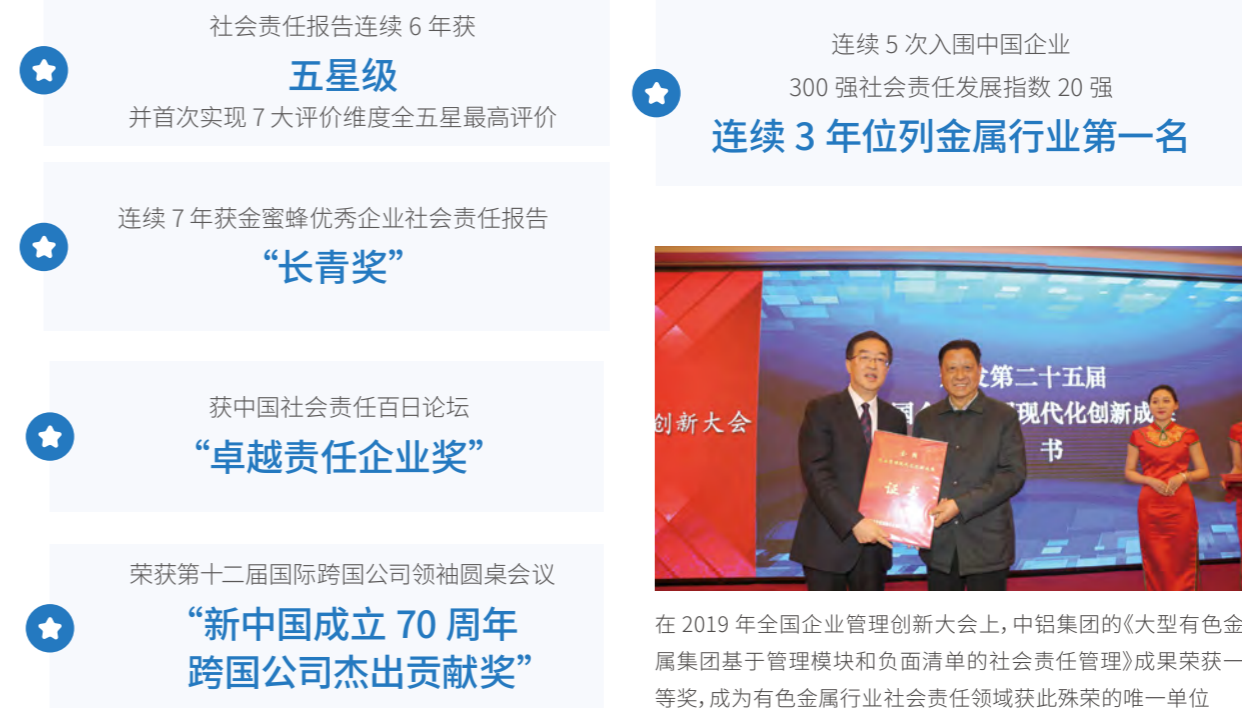 社会责任报告连续 6 年获
五星级
并首次实现 7 大评价维度全五星最高评价
连续 7 年获金蜜蜂优秀企业社会责任报告
“长青奖”
获中国社会责任百日论坛
“卓越责任企业奖”
荣获第十二届国际跨国公司领袖圆桌会议
“新中国成立 70 周年
跨国公司杰出贡献奖”
连续 5 次入围中国企业
300 强社会责任发展指数 20 强
连续 3 年位列金属行业第一名
创新大会
发第二十五届
国
现代化创新成
书
证书
在 2019 年全国企业管理创新大会上，中铝集团的《大型有色金
属集团基于管理模块和负面清单的社会责任管理》成果荣获一
等奖，成为有色金属行业社会责任领域获此殊荣的唯一单位